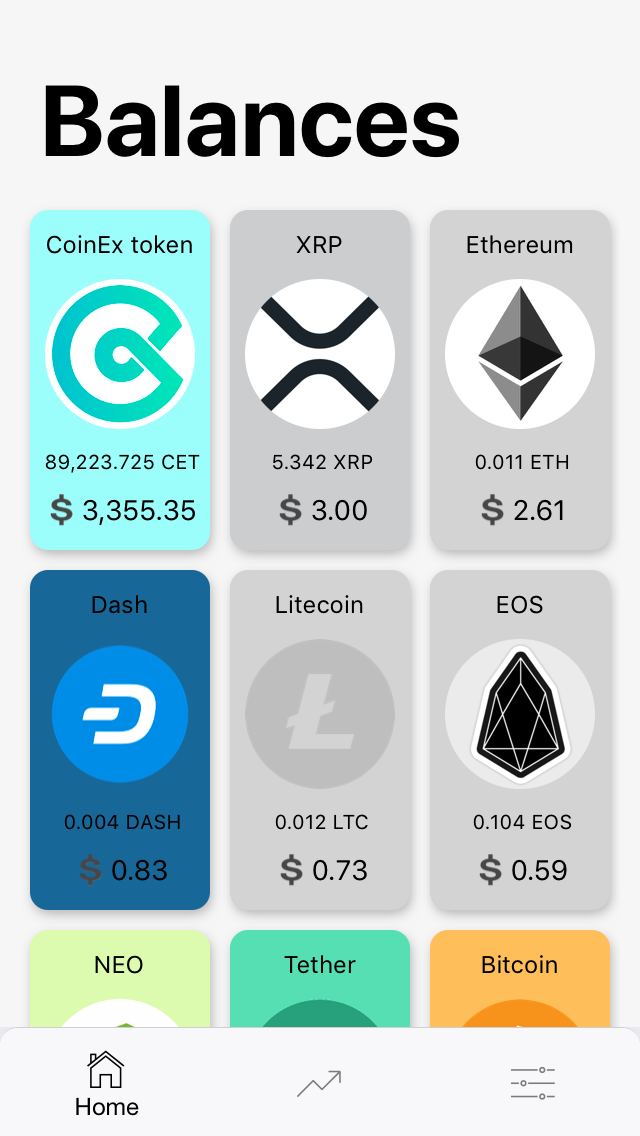 Balances
CoinEx token
XRP
Ethereum
89,223.725 CET
5.342 XRP
0.011 ETH
$ 3,355.35
$ 3.00
$ 2.61
Dash
Litecoin
EOS
0.004 DASH
0.012 LTC
0.104 EOS
$ 0.83
$ 0.73
$ 0.59
NEO
Tether
Bitcoin
Home